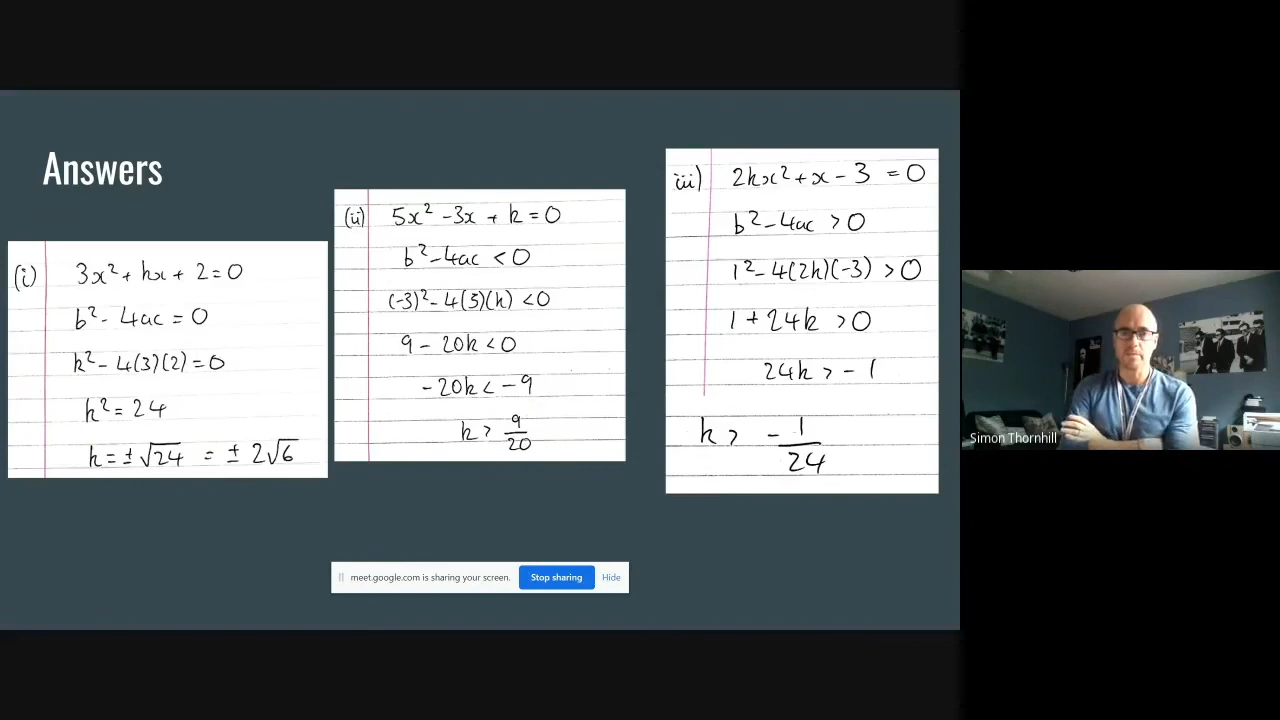 Answers
(i) 3x² + kx + 2 = 0
b² - 4ac = 0
k² - 4(3)(2) = 0
k² = 24
k = ±√24 = ± 2√6
(ii) 5x² - 3x + k = 0
b² - 4ac < 0
(-3)² - 4(5)(k) < 0
9 - 20k < 0
-20k < -9
k > 9/20
iii) 2kx² + x - 3 = 0
b² - 4ac > 0
1² - 4(2k)(-3) > 0
1 + 24k > 0
24k > -1
k > -1/24
meet.google.com is sharing your screen. Stop sharing Hide
Simon Thornhill